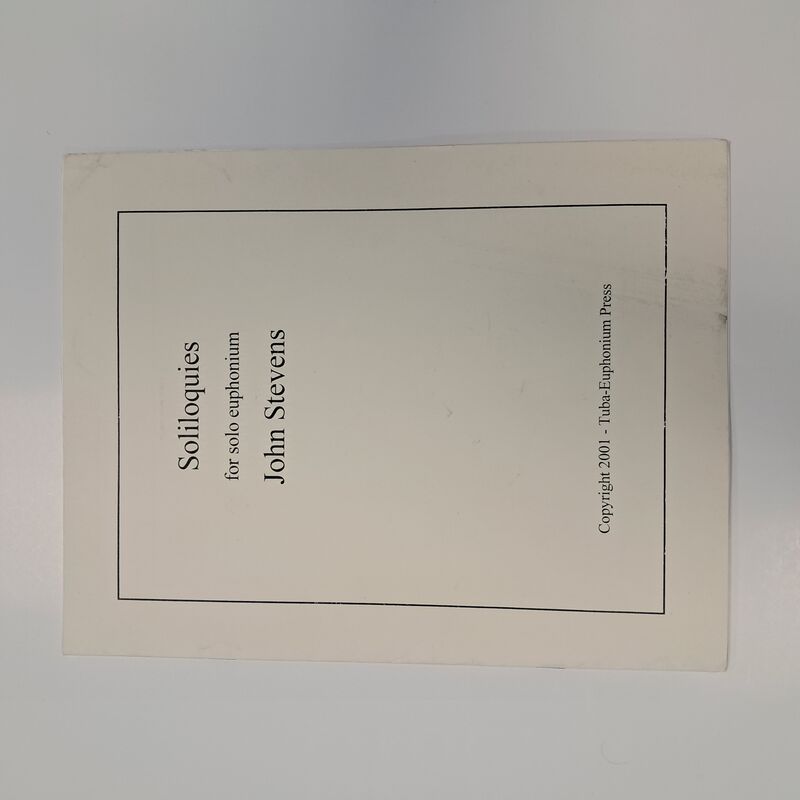 Soliloquies
for solo euphonium
John Stevens
Copyright 2001 - Tuba-Euphonium Press